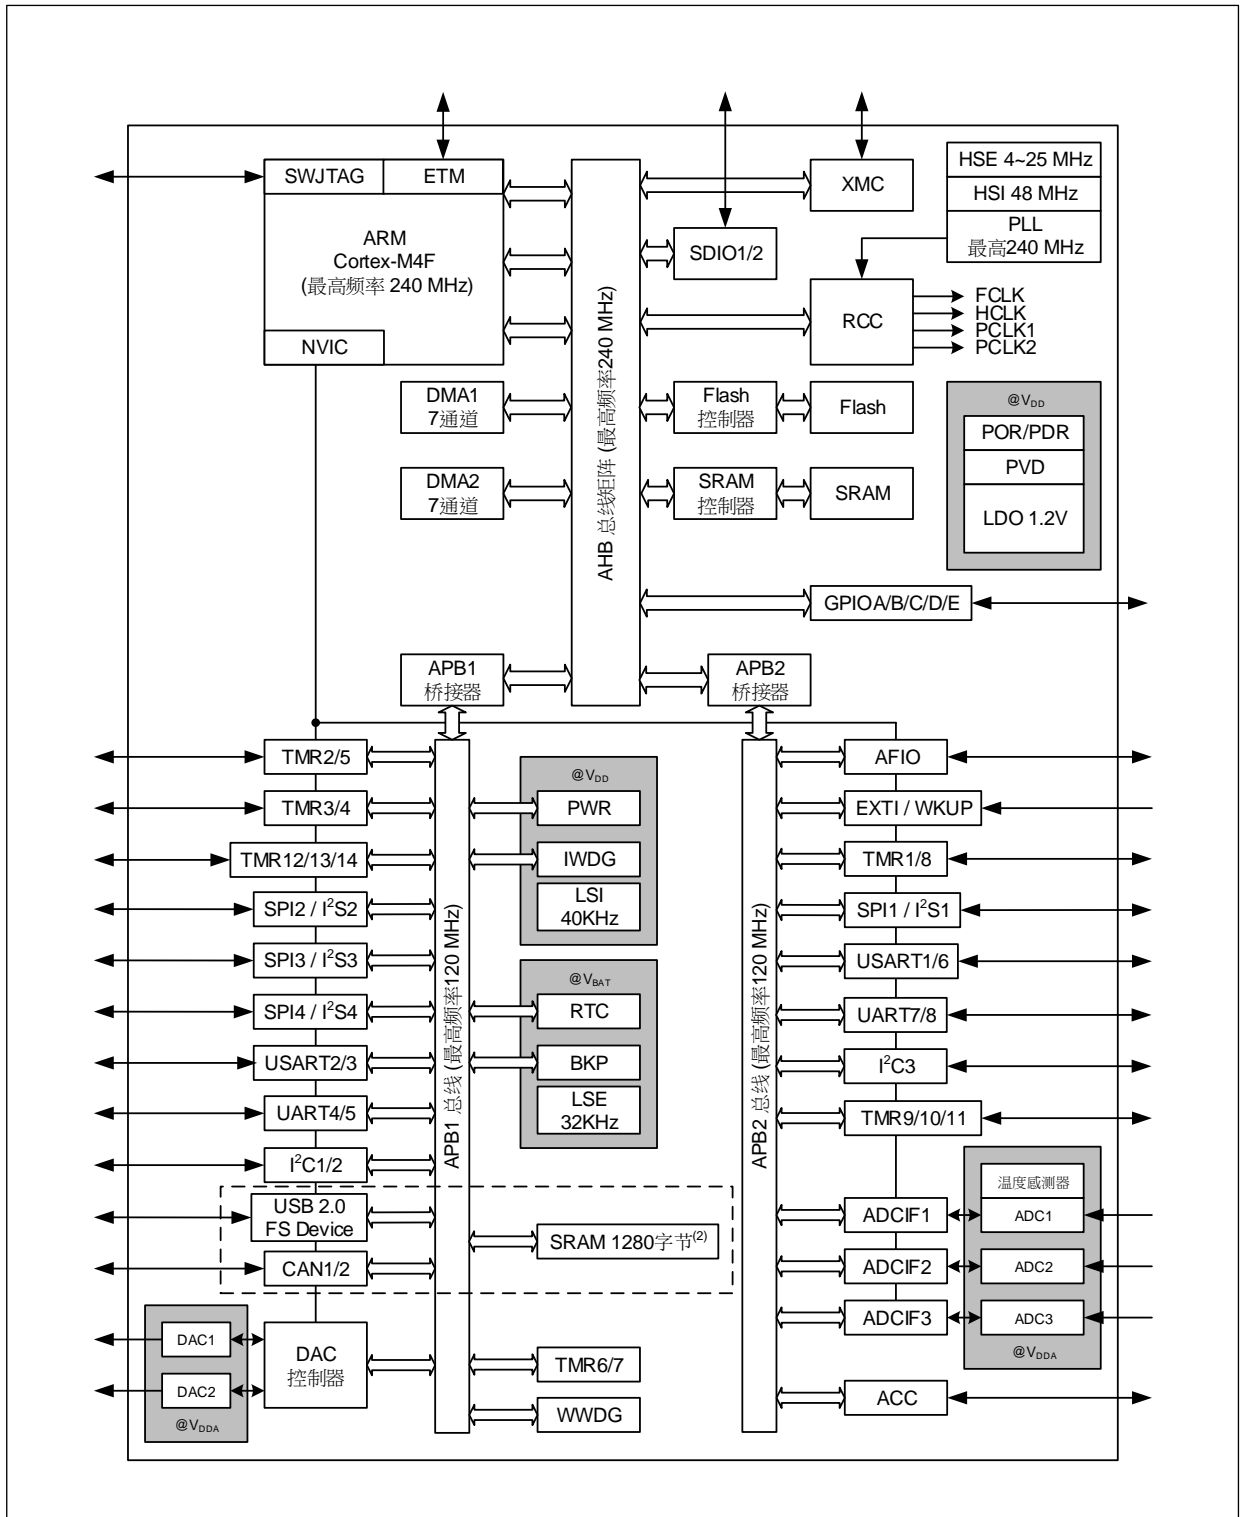 SWJTAG
ETM
ARM
Cortex-M4F
(最高频率 240 MHz)
NVIC
AHB 总线矩阵 (最高频率240 MHz)
XMC
SDIO1/2
HSE 4~25 MHz
HSI 48 MHz
PLL
最高240 MHz
RCC
FCLK
HCLK
PCLK1
PCLK2
DMA1
7通道
Flash
控制器
Flash
DMA2
7通道
SRAM
控制器
SRAM
@VDD
POR/PDR
PVD
LDO 1.2V
GPIOA/B/C/D/E
APB1
桥接器
APB2
桥接器
TMR2/5
TMR3/4
TMR12/13/14
SPI2 / I²S2
SPI3 / I²S3
SPI4 / I²S4
USART2/3
UART4/5
I²C1/2
USB 2.0
FS Device
CAN1/2
DAC1
DAC2
@VDDA
DAC
控制器
APB1 总线 (最高频率120 MHz)
@VDD
PWR
IWDG
LSI
40KHz
@VBAT
RTC
BKP
LSE
32KHz
SRAM 1280字节⁽²⁾
TMR6/7
WWDG
APB2 总线 (最高频率120 MHz)
AFIO
EXTI / WKUP
TMR1/8
SPI1 / I²S1
USART1/6
UART7/8
I²C3
TMR9/10/11
ADCIF1
ADCIF2
ADCIF3
温度感测器
ADC1
ADC2
ADC3
@VDDA
ACC